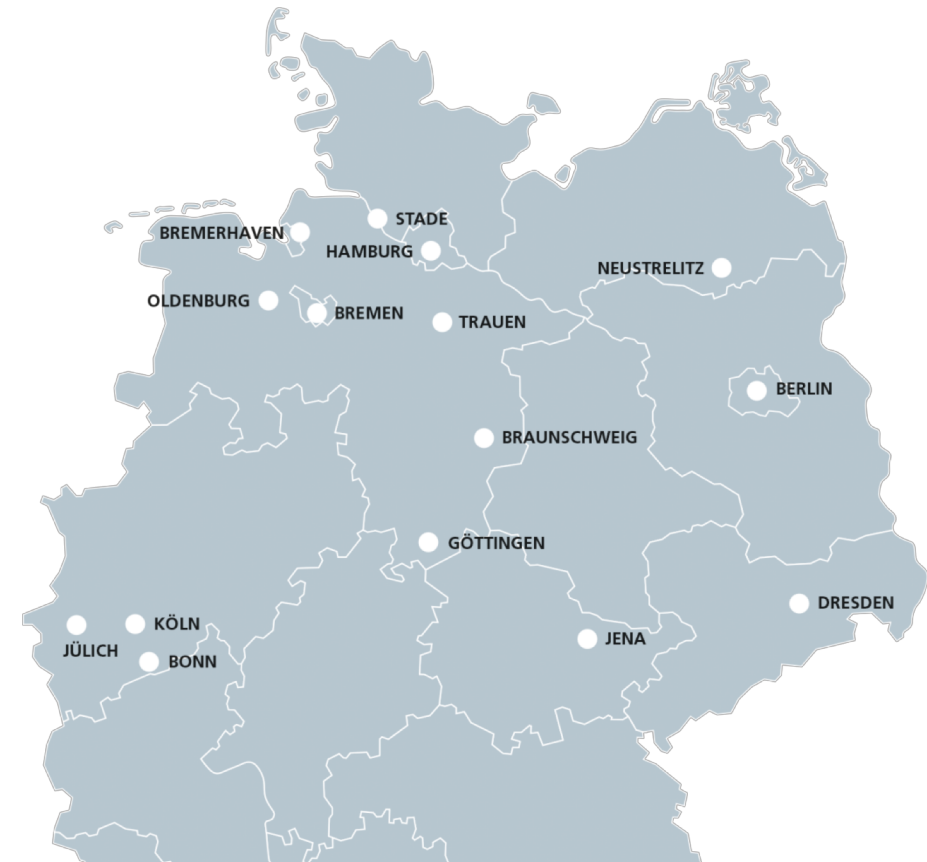 STADE
BREMERHAVEN
HAMBURG
NEUSTRELITZ
OLDENBURG
BREMEN
TRAUEN
BERLIN
BRAUNSCHWEIG
GÖTTINGEN
DRESDEN
KÖLN
JENA
JÜLICH
BONN